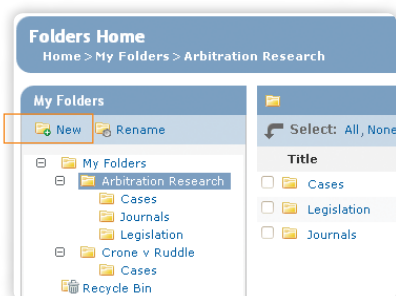 Folders Home
Home > My Folders > Arbitration Research
My Folders
New Rename
My Folders
Arbitration Research
Cases
Journals
Legislation
Crone v Ruddle
Cases
Recycle Bin
Select: All, None
Title
Cases
Legislation
Journals